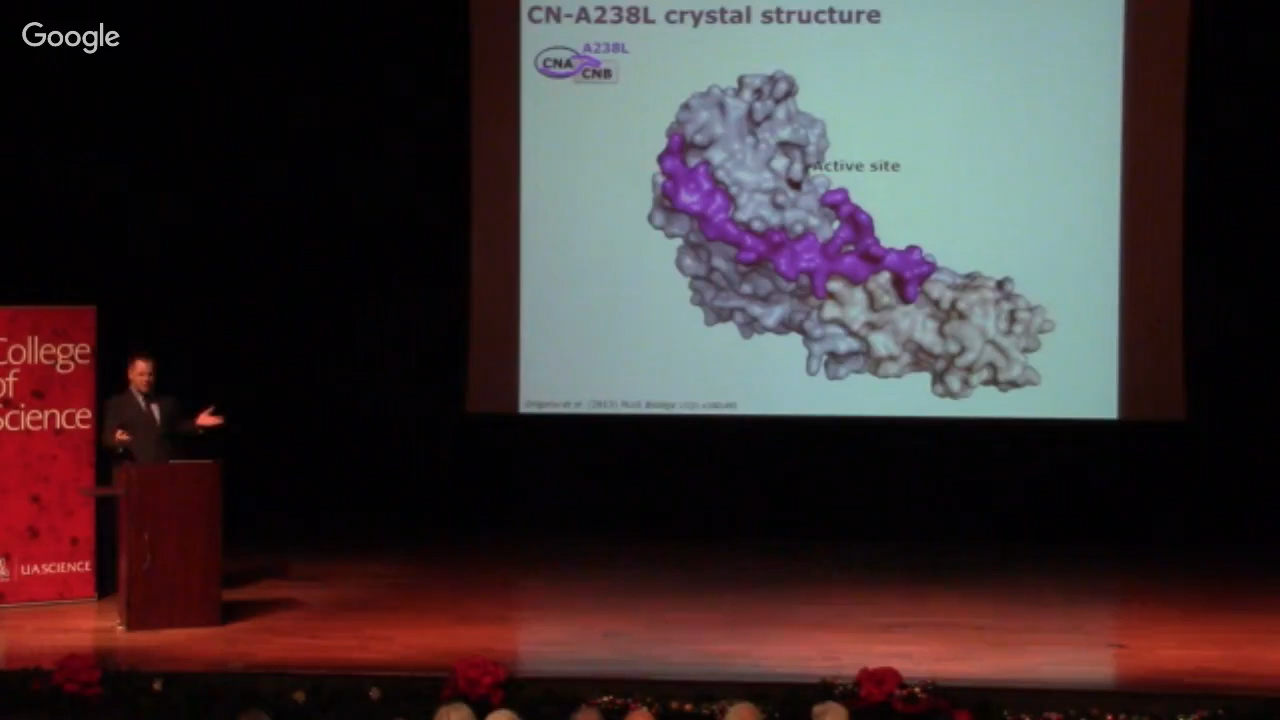 Google
CN-A238L crystal structure
A238L
CNA
CNB
Active site
College
of
Science
UA SCIENCE